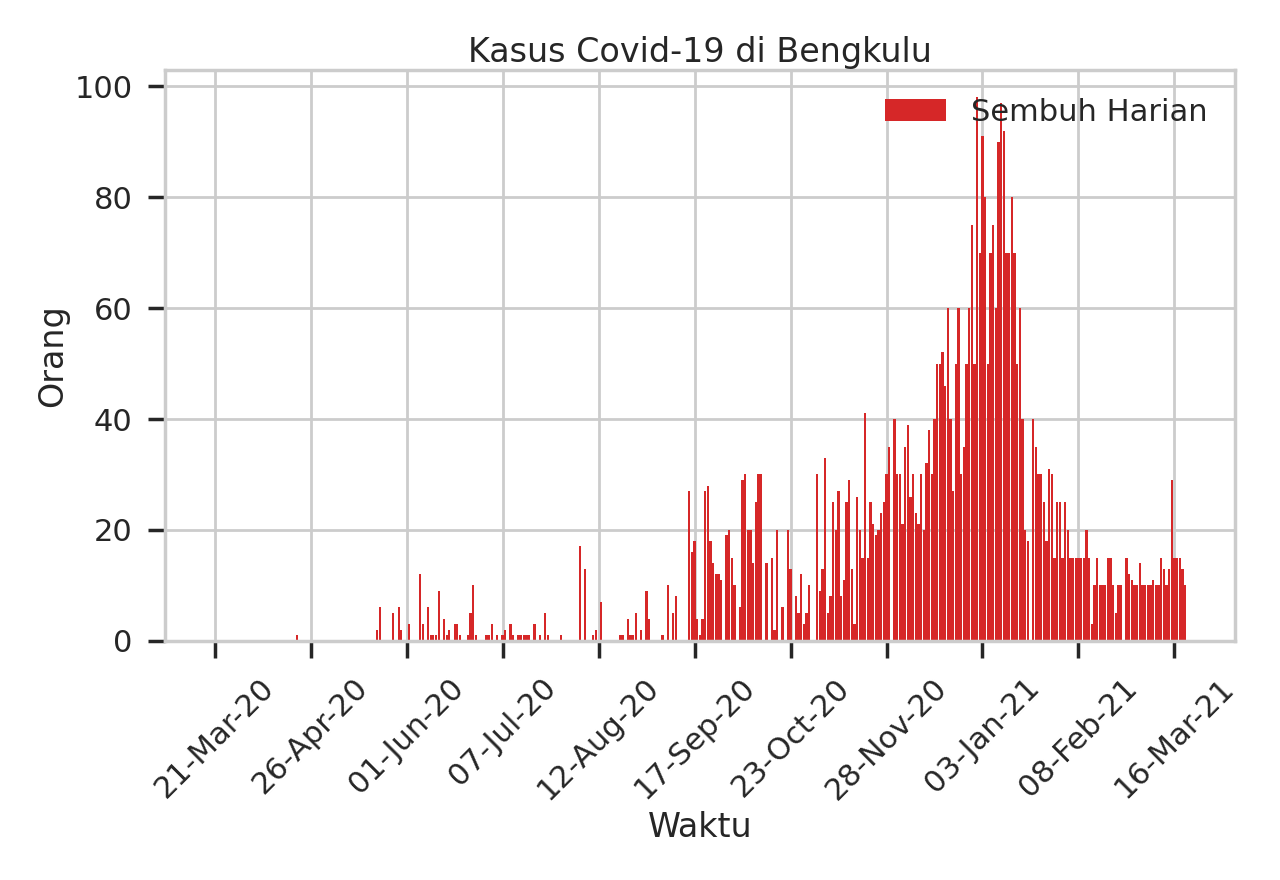 Kasus Covid-19 di Bengkulu
Sembuh Harian
100
80
60
40
20
0
Orang
21-Mar-20
26-Apr-20
01-Jun-20
07-Jul-20
12-Aug-20
17-Sep-20
23-Oct-20
28-Nov-20
03-Jan-21
08-Feb-21
16-Mar-21
Waktu